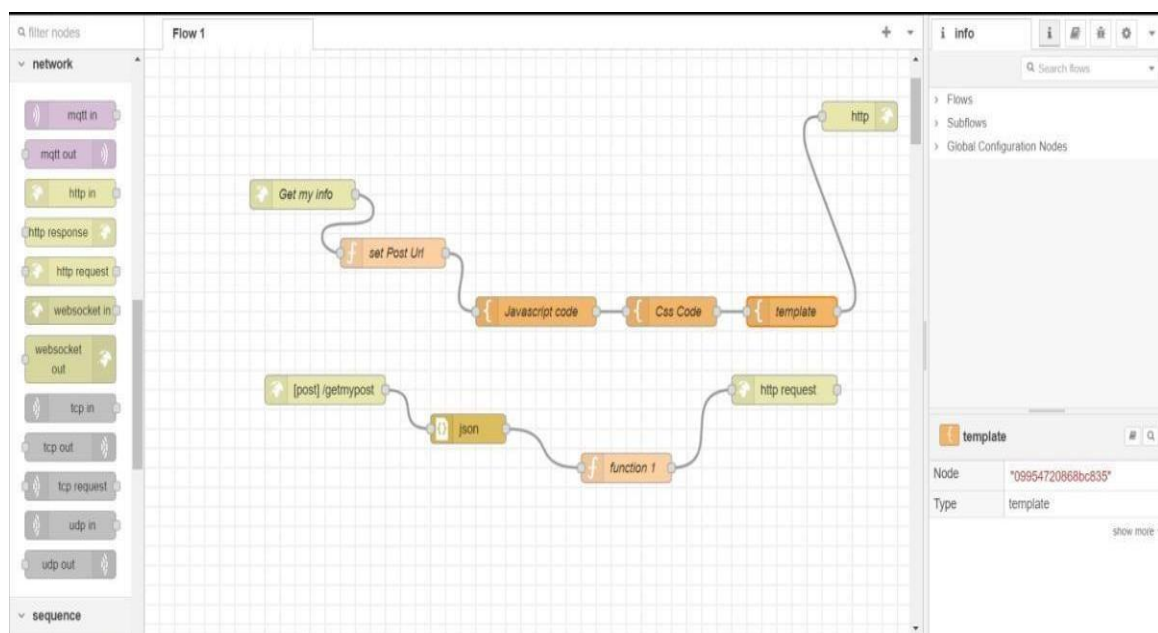 filter nodes
network
mqtt in
mqtt out
http in
http response
http request
websocket in
websocket
out
tcp in
tcp out
tcp request
udp in
udp out
sequence
Flow 1
Get my info
set Post Url
Javascript code
Css Code
template
http
[post] /getmypost
json
function 1
http request
i info
i
Search flows
Flows
Subflows
Global Configuration Nodes
template
Node "09954720868bc835"
Type template
show more